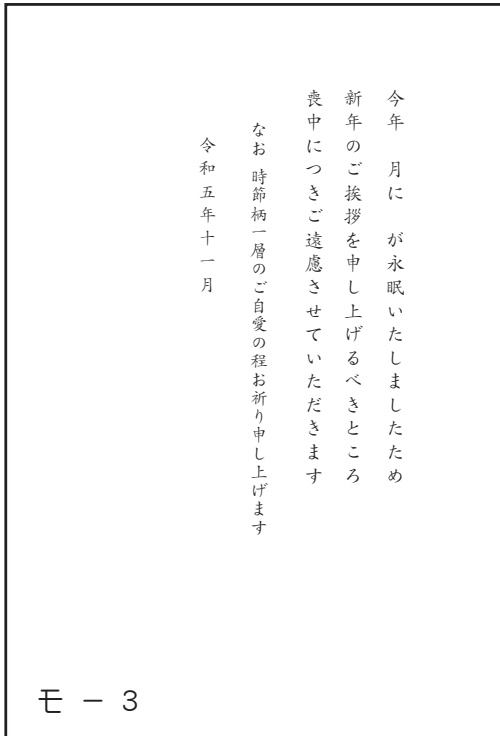 今年　月に　が永眠いたしましたため
新年のご挨拶を申し上げるべきところ
喪中につきご遠慮させていただきます
なお 時節柄一層のご自愛の程お祈り申し上げます
令和五年十一月
モ － 3